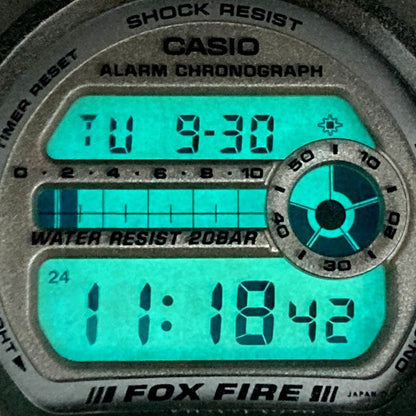 SHOCK RESIST
CASIO
ALARM CHRONOGRAPH
TIMER RESET
TU 9-30
0 · 2 · 4 · 6 · 8 · 10
50 10 20 30 40
WATER RESIST 20BAR
24
11:18 42
FOX FIRE
JAPAN